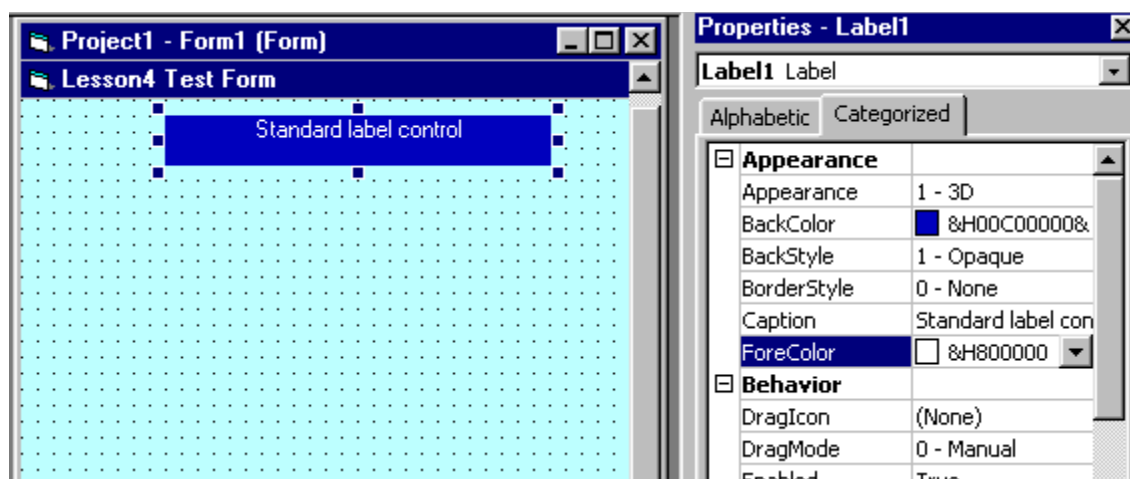 Project1 - Form1 (Form)
Lesson4 Test Form
Standard label control
Properties - Label1
Label1 Label
Alphabetic Categorized
Appearance
Appearance 1 - 3D
BackColor &H00C00000&
BackStyle 1 - Opaque
BorderStyle 0 - None
Caption Standard label con
ForeColor &H800000
Behavior
DragIcon (None)
DragMode 0 - Manual